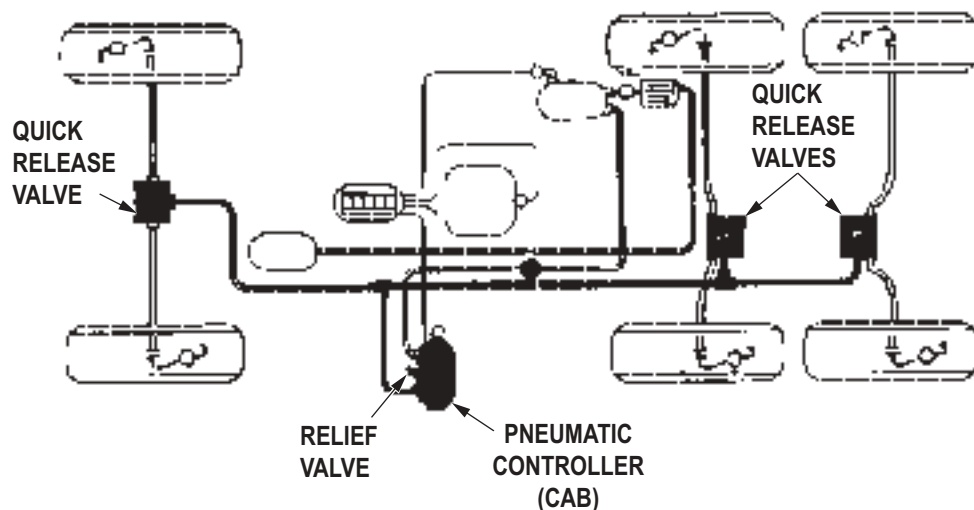 QUICK
RELEASE
VALVE
QUICK
RELEASE
VALVES
RELIEF
VALVE
PNEUMATIC
CONTROLLER
(CAB)